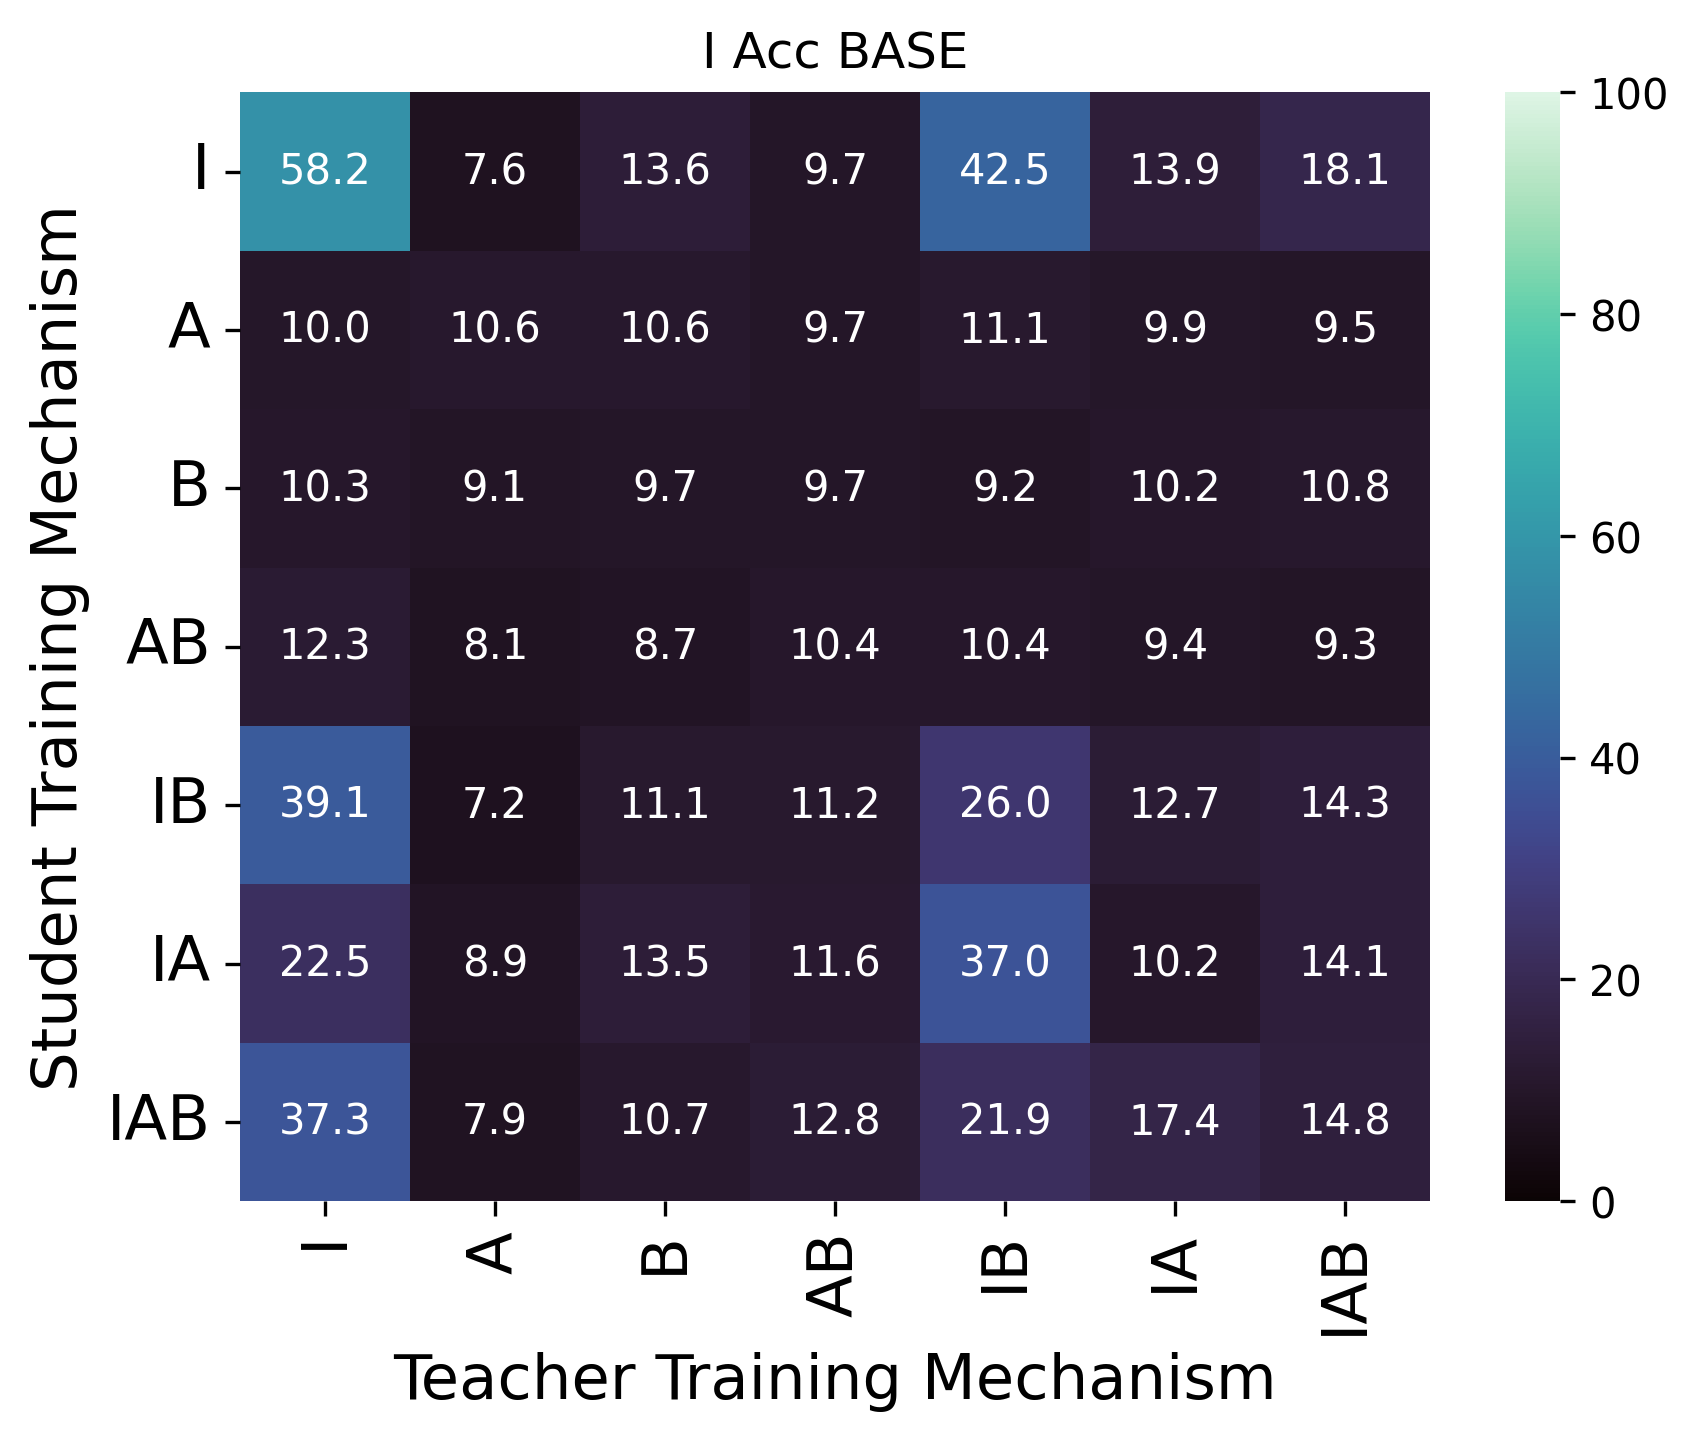 I Acc BASE
Student Training Mechanism
I 58.2 7.6 13.6 9.7 42.5 13.9 18.1
A 10.0 10.6 10.6 9.7 11.1 9.9 9.5
B 10.3 9.1 9.7 9.7 9.2 10.2 10.8
AB 12.3 8.1 8.7 10.4 10.4 9.4 9.3
IB 39.1 7.2 11.1 11.2 26.0 12.7 14.3
IA 22.5 8.9 13.5 11.6 37.0 10.2 14.1
IAB 37.3 7.9 10.7 12.8 21.9 17.4 14.8
I A B AB IB IA IAB
Teacher Training Mechanism
100
80
60
40
20
0